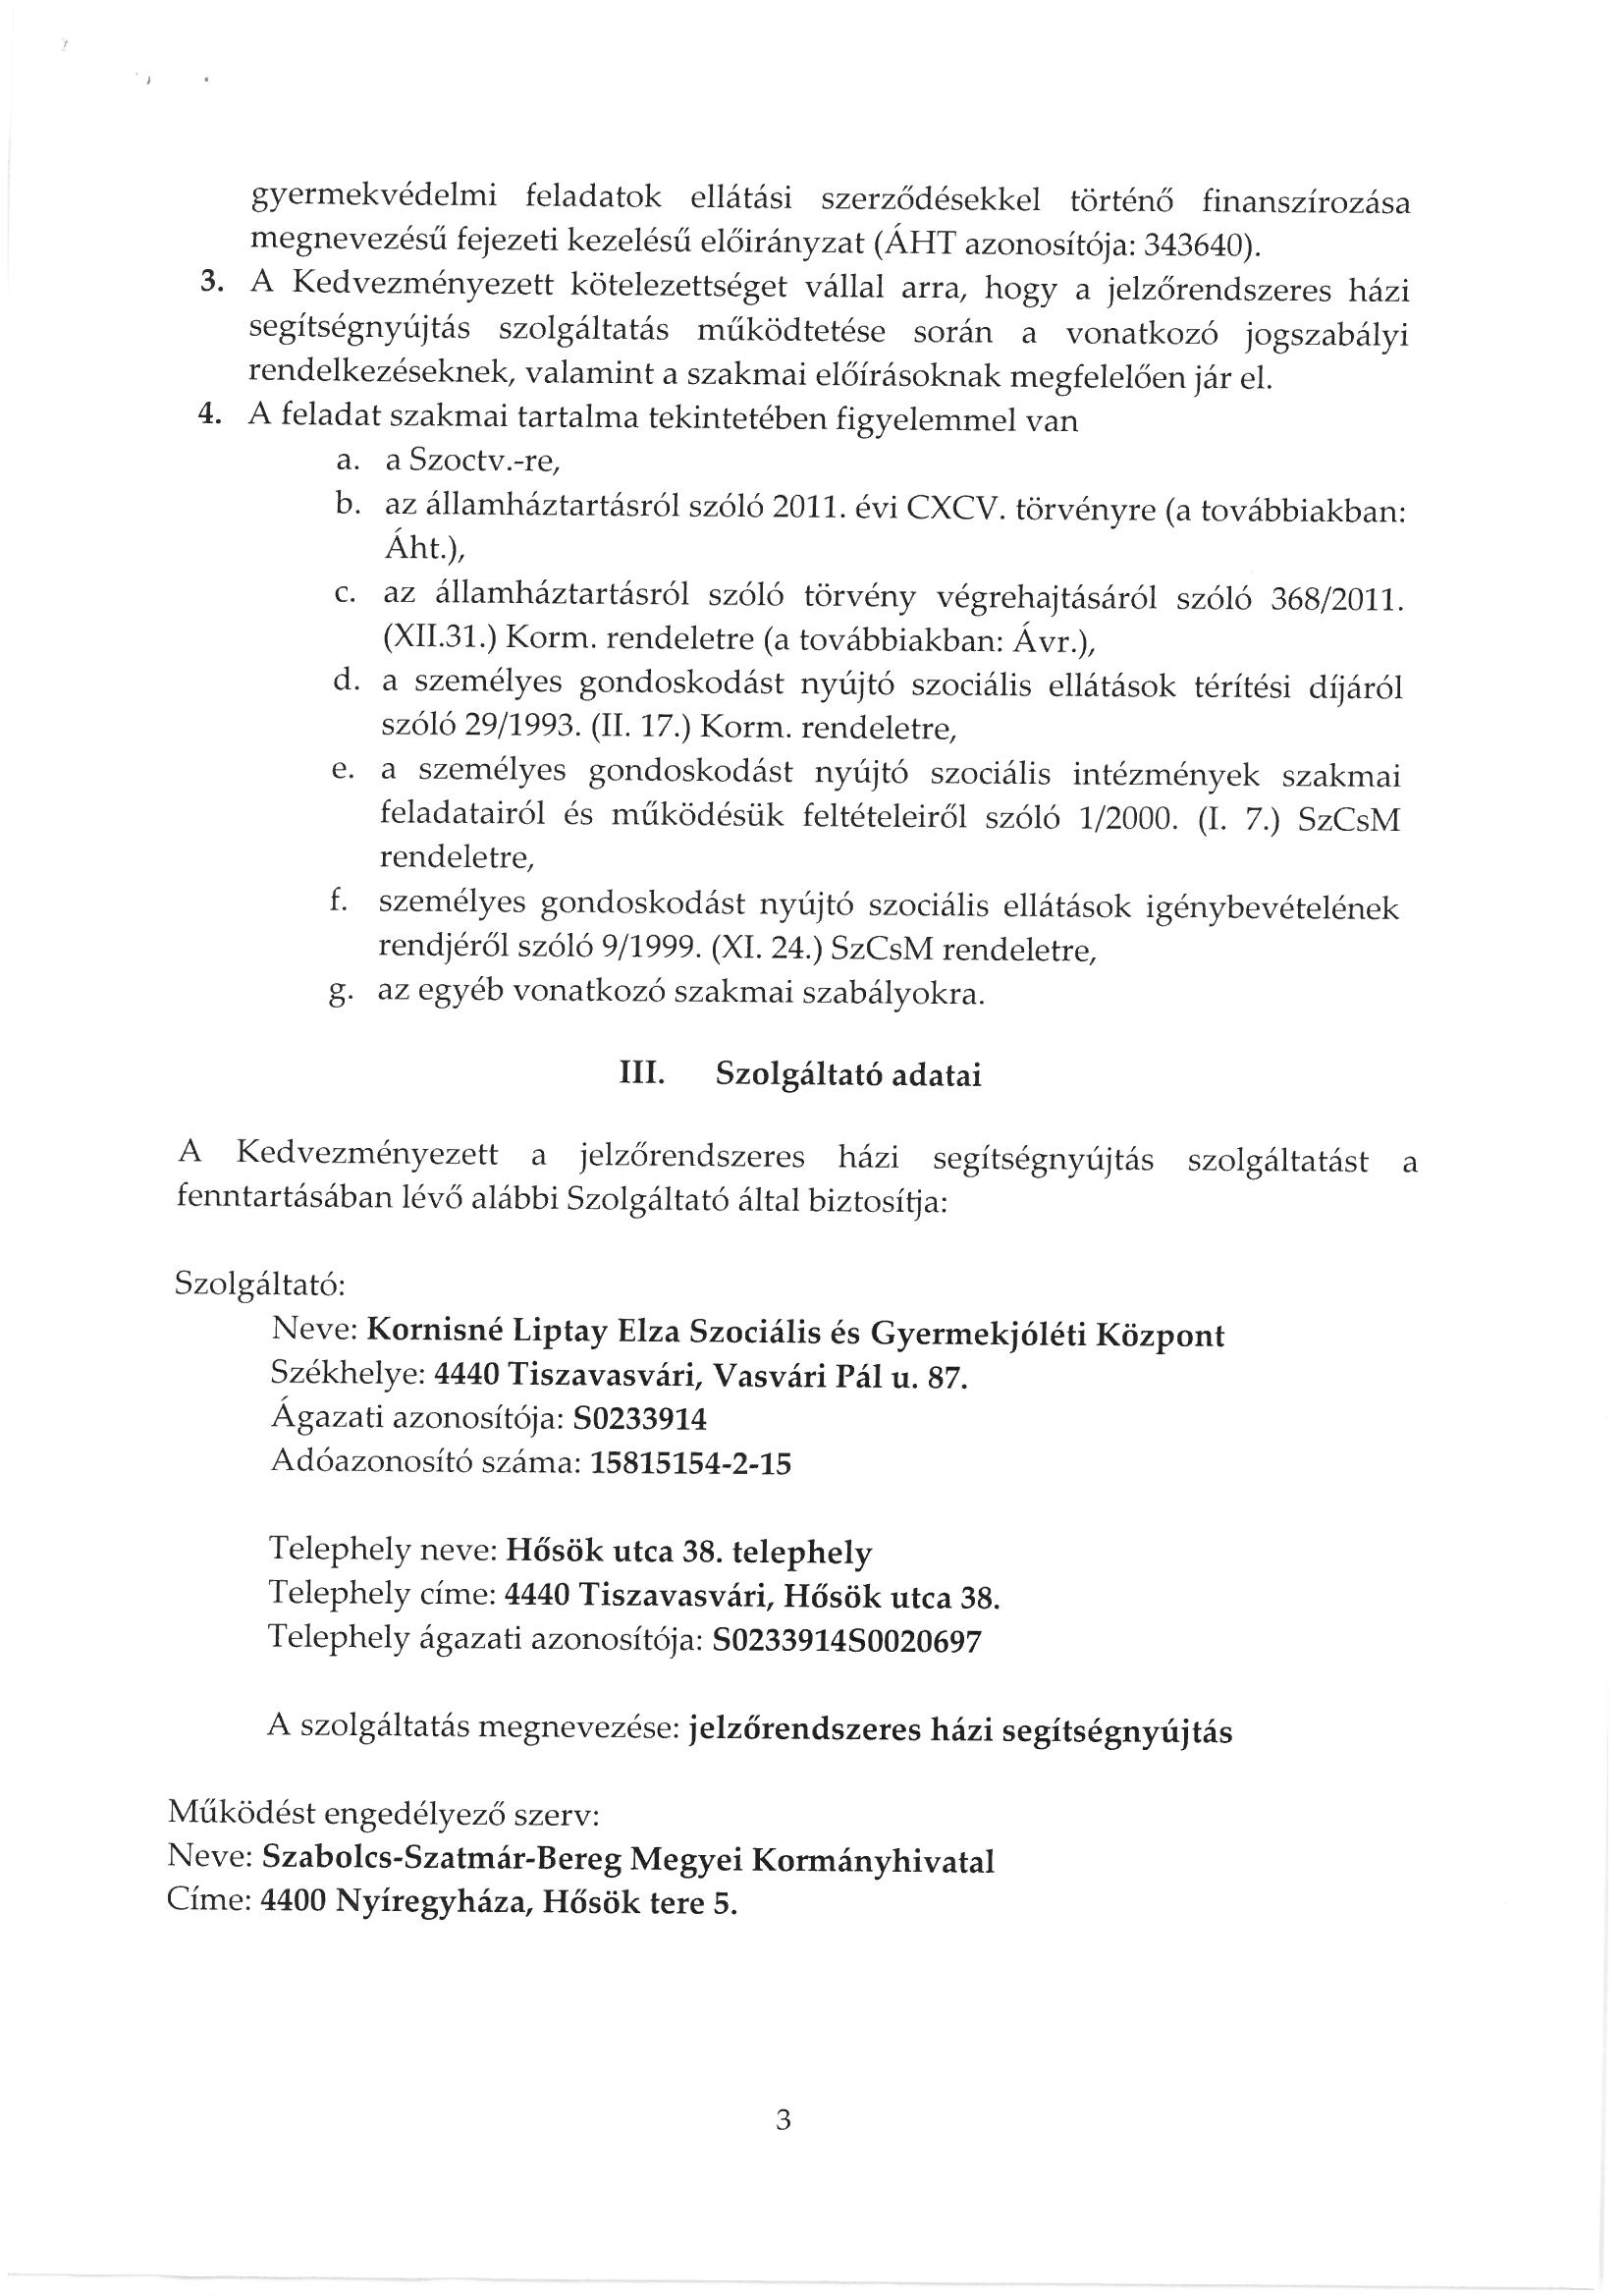 gyermekvédelmi feladatok ellátási szerződésekkel történő finanszírozása
megnevezésű fejezeti kezelésű előirányzat (ÁHT azonosítója: 343640).
3. A Kedvezményezett kötelezettséget vállal arra, hogy a jelzőrendszeres házi
segítségnyújtás szolgáltatás működtetése során a vonatkozó jogszabályi
rendelkezéseknek, valamint a szakmai előírásoknak megfelelően jár el.
4. A feladat szakmai tartalma tekintetében figyelemmel van
a. a Szoctv.-re,
b. az államháztartásról szóló 2011. évi CXCV. törvényre (a továbbiakban:
Áht.),
c. az államháztartásról szóló törvény végrehajtásáról szóló 368/2011.
(XII.31.) Korm. rendeletre (a továbbiakban: Ávr.),
d. a személyes gondoskodást nyújtó szociális ellátások térítési díjáról
szóló 29/1993. (II. 17.) Korm. rendeletre,
e. a személyes gondoskodást nyújtó szociális intézmények szakmai
feladatairól és működésük feltételeiről szóló 1/2000. (I. 7.) SzCsM
rendeletre,
f. személyes gondoskodást nyújtó szociális ellátások igénybevételének
rendjéről szóló 9/1999. (XI. 24.) SzCsM rendeletre,
g. az egyéb vonatkozó szakmai szabályokra.
III. Szolgáltató adatai
A Kedvezményezett a jelzőrendszeres házi segítségnyújtás szolgáltatást a
fenntartásában lévő alábbi Szolgáltató által biztosítja:
Szolgáltató:
Neve: Kornisné Liptay Elza Szociális és Gyermekjóléti Központ
Székhelye: 4440 Tiszavasvári, Vasvári Pál u. 87.
Ágazati azonosítója: S0233914
Adóazonosító száma: 15815154-2-15
Telephely neve: Hősök utca 38. telephely
Telephely címe: 4440 Tiszavasvári, Hősök utca 38.
Telephely ágazati azonosítója: S0233914S0020697
A szolgáltatás megnevezése: jelzőrendszeres házi segítségnyújtás
Működést engedélyező szerv:
Neve: Szabolcs-Szatmár-Bereg Megyei Kormányhivatal
Címe: 4400 Nyíregyháza, Hősök tere 5.
3